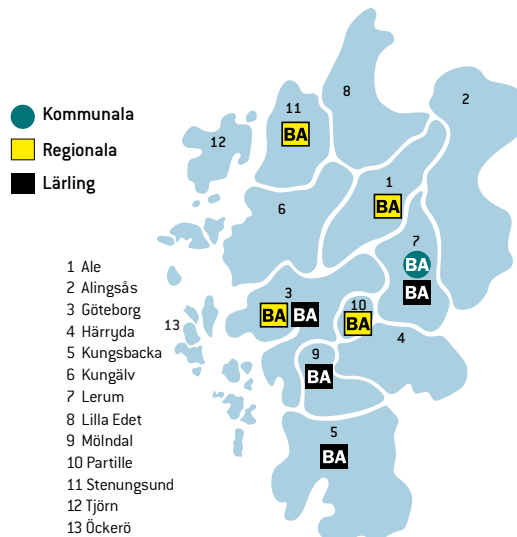 Kommunala
Regionala
Lärling
8
2
11
BA
12
1
BA
6
7
BA
BA
3
BA
BA
10
BA
13
4
9
BA
5
BA
1 Ale
2 Alingsås
3 Göteborg
4 Härryda
5 Kungsbacka
6 Kungälv
7 Lerum
8 Lilla Edet
9 Mölndal
10 Partille
11 Stenungsund
12 Tjörn
13 Öckerö